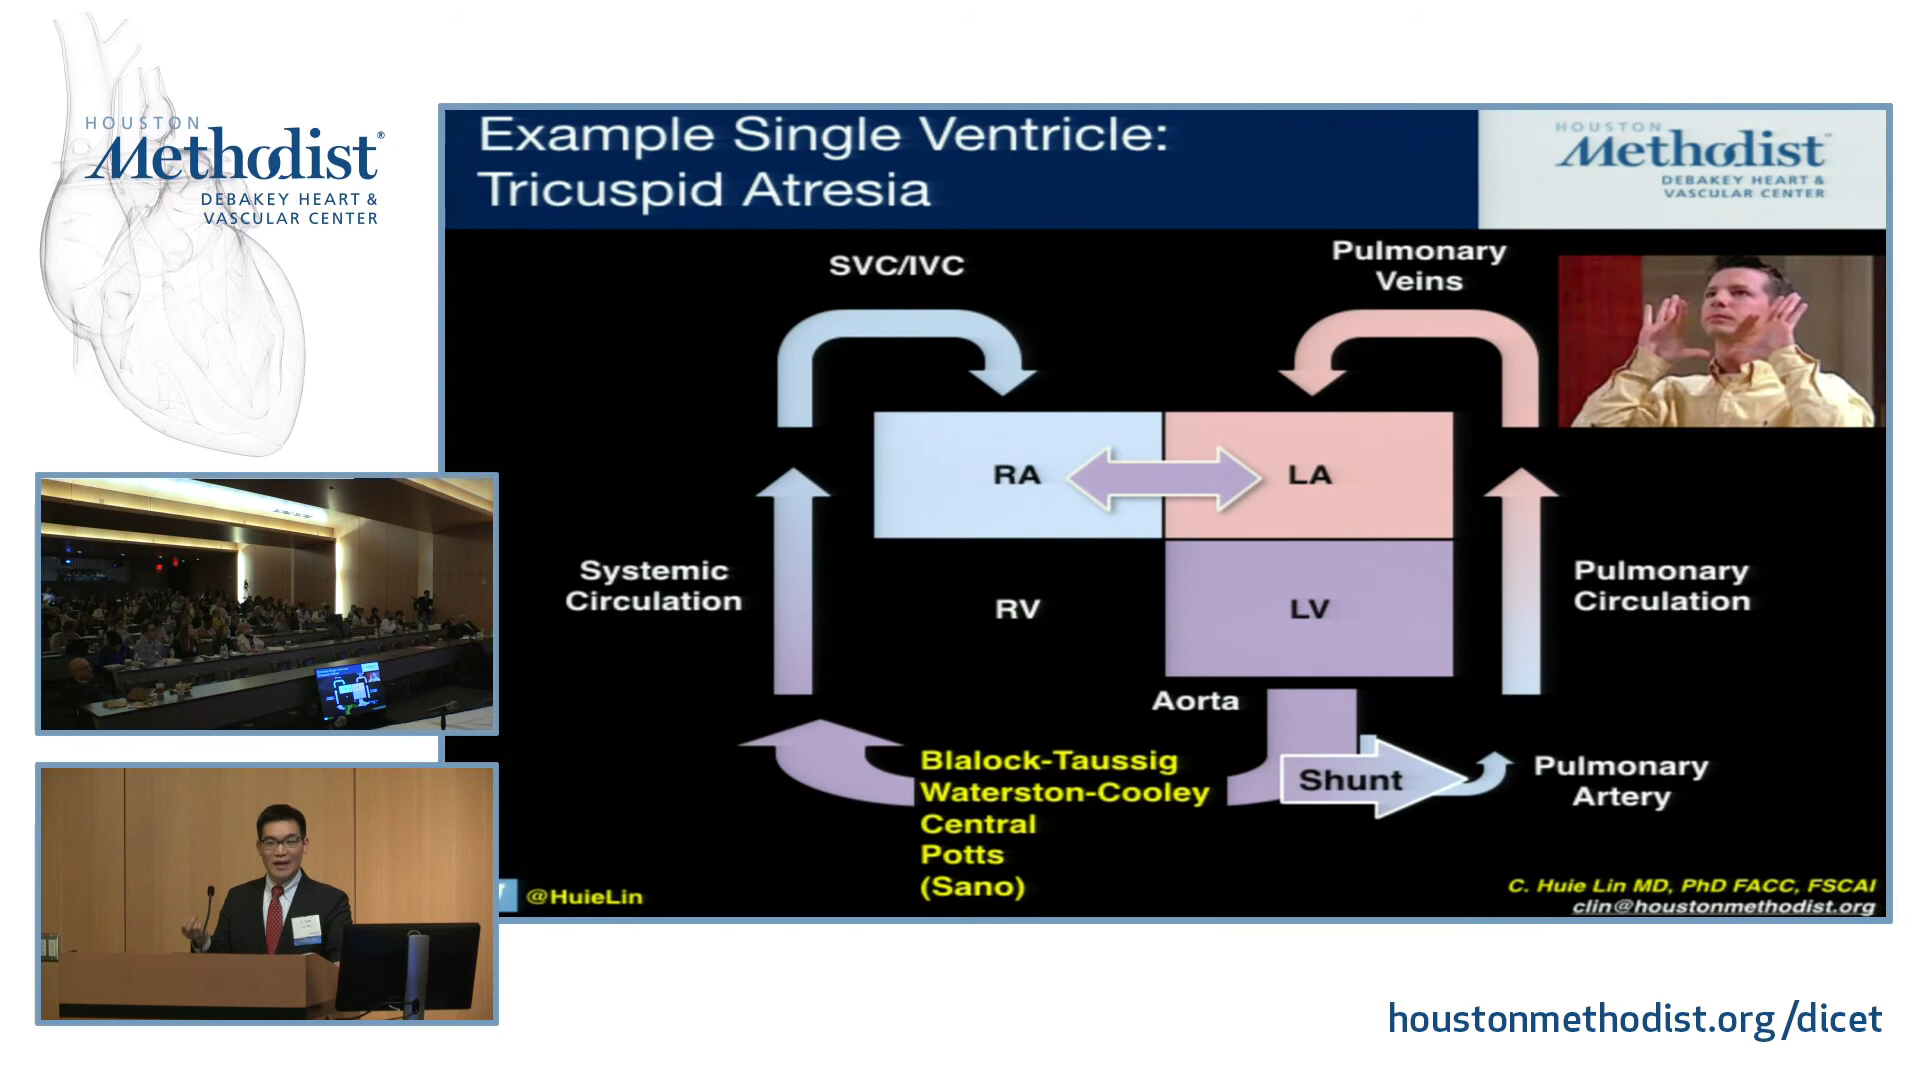 HOUSTON
Methodist®
DEBAKEY HEART &
VASCULAR CENTER
Example Single Ventricle:
Tricuspid Atresia
HOUSTON
Methodist
DEBAKEY HEART &
VASCULAR CENTER
SVC/IVC
Pulmonary
Veins
RA
LA
Systemic
Circulation
RV
LV
Pulmonary
Circulation
Aorta
Blalock-Taussig
Waterston-Cooley
Central
Potts
(Sano)
Shunt
Pulmonary
Artery
@HuieLin
C. Huie Lin MD, PhD FACC, FSCAI
clin@houstonmethodist.org
houstonmethodist.org/dicet